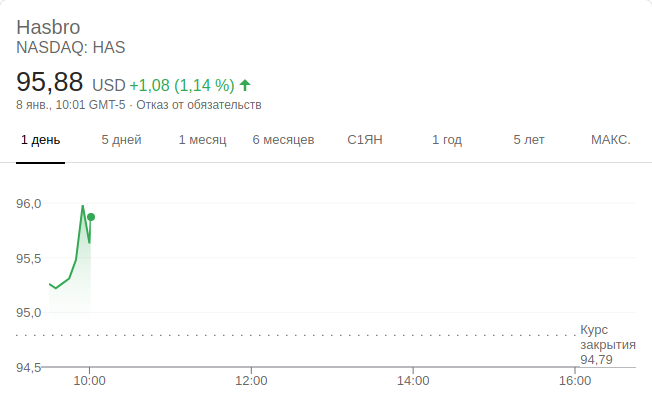 Hasbro
NASDAQ: HAS
95,88 USD +1,08 (1,14 %)
8 янв., 10:01 GMT-5 · Отказ от обязательств
1 день 5 дней 1 месяц 6 месяцев С1ЯН 1 год 5 лет МАКС.
96,0
95,5
95,0
Курс
закрытия
94,79
94,5
10:00 12:00 14:00 16:00